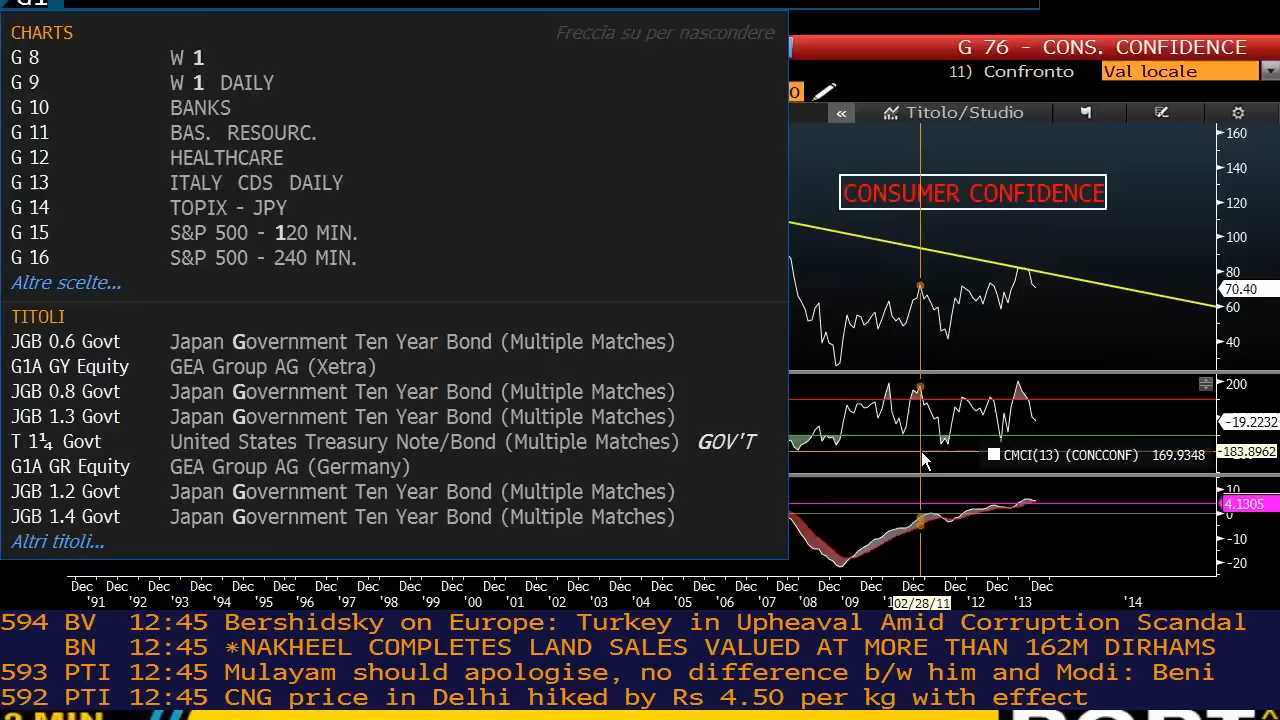 G1
CHARTS
Freccia su per nascondere
G 8 W 1
G 9 W 1 DAILY
G 10 BANKS
G 11 BAS. RESOURC.
G 12 HEALTHCARE
G 13 ITALY CDS DAILY
G 14 TOPIX - JPY
G 15 S&P 500 - 120 MIN.
G 16 S&P 500 - 240 MIN.
Altre scelte...
TITOLI
JGB 0.6 Govt Japan Government Ten Year Bond (Multiple Matches)
G1A GY Equity GEA Group AG (Xetra)
JGB 0.8 Govt Japan Government Ten Year Bond (Multiple Matches)
JGB 1.3 Govt Japan Government Ten Year Bond (Multiple Matches)
T 1¼ Govt United States Treasury Note/Bond (Multiple Matches) GOV'T
G1A GR Equity GEA Group AG (Germany)
JGB 1.2 Govt Japan Government Ten Year Bond (Multiple Matches)
JGB 1.4 Govt Japan Government Ten Year Bond (Multiple Matches)
Altri titoli...
G 76 - CONS. CONFIDENCE
11) Confronto Val locale
« Titolo/Studio
CONSUMER CONFIDENCE
160
140
120
100
80
70.40
60
40
200
-19.2232
-183.8962
CMCI(13) (CONCCONF) 169.9348
10
4.1305
0
-10
-20
Dec Dec Dec Dec Dec Dec Dec Dec Dec Dec Dec Dec Dec Dec Dec Dec Dec Dec Dec Dec Dec Dec Dec Dec
'91 '92 '93 '94 '95 '96 '97 '98 '99 '00 '01 '02 '03 '04 '05 '06 '07 '08 '09 02/28/11 '12 '13 '14
594 BV 12:45 Bershidsky on Europe: Turkey in Upheaval Amid Corruption Scandal
BN 12:45 *NAKHEEL COMPLETES LAND SALES VALUED AT MORE THAN 162M DIRHAMS
593 PTI 12:45 Mulayam should apologise, no difference b/w him and Modi: Beni
592 PTI 12:45 CNG price in Delhi hiked by Rs 4.50 per kg with effect